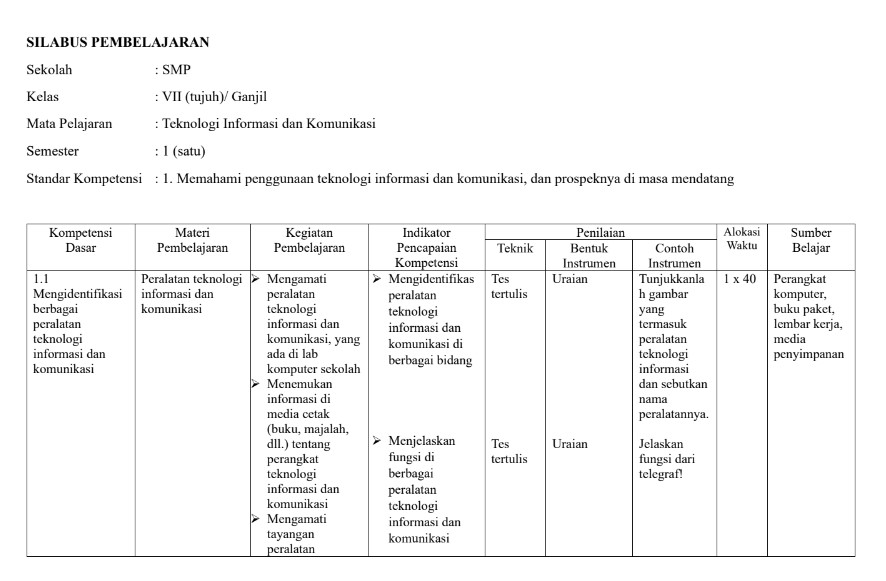 SILABUS PEMBELAJARAN
Sekolah : SMP
Kelas : VII (tujuh)/ Ganjil
Mata Pelajaran : Teknologi Informasi dan Komunikasi
Semester : 1 (satu)
Standar Kompetensi : 1. Memahami penggunaan teknologi informasi dan komunikasi, dan prospeknya di masa mendatang
Kompetensi
Dasar
Materi
Pembelajaran
Kegiatan
Pembelajaran
Indikator
Pencapaian
Kompetensi
Penilaian
Teknik
Bentuk
Instrumen
Contoh
Instrumen
Alokasi
Waktu
Sumber
Belajar
1.1
Mengidentifikasi
berbagai
peralatan
teknologi
informasi dan
komunikasi
Peralatan teknologi
informasi dan
komunikasi
➢ Mengamati
peralatan
teknologi
informasi dan
komunikasi, yang
ada di lab
komputer sekolah
➢ Menemukan
informasi di
media cetak
(buku, majalah,
dll.) tentang
perangkat
teknologi
informasi dan
komunikasi
➢ Mengamati
tayangan
peralatan
➢ Mengidentifikas
peralatan
teknologi
informasi dan
komunikasi di
berbagai bidang
➢ Menjelaskan
fungsi di
berbagai
peralatan
teknologi
informasi dan
komunikasi
Tes
tertulis
Tes
tertulis
Uraian
Uraian
Tunjukkanla
h gambar
yang
termasuk
peralatan
teknologi
informasi
dan sebutkan
nama
peralatannya.
Jelaskan
fungsi dari
telegraf!
1 x 40
Perangkat
komputer,
buku paket,
lembar kerja,
media
penyimpanan